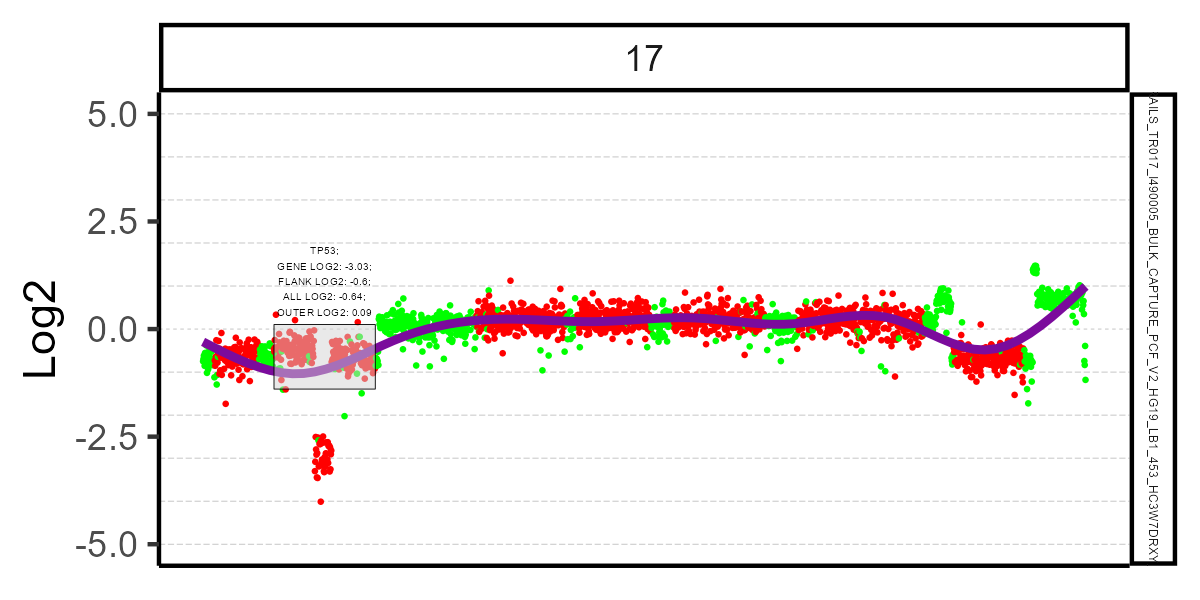 17
5.0
2.5
0.0
-2.5
-5.0
Log2
TP53;
GENE LOG2: -3.03;
FLANK LOG2: -0.6;
ALL LOG2: -0.64;
OUTER LOG2: 0.09
AILS_TR017_I490005_BULK_CAPTURE_PCF_V2_HG19_LB1_453_HC3W7DRXY